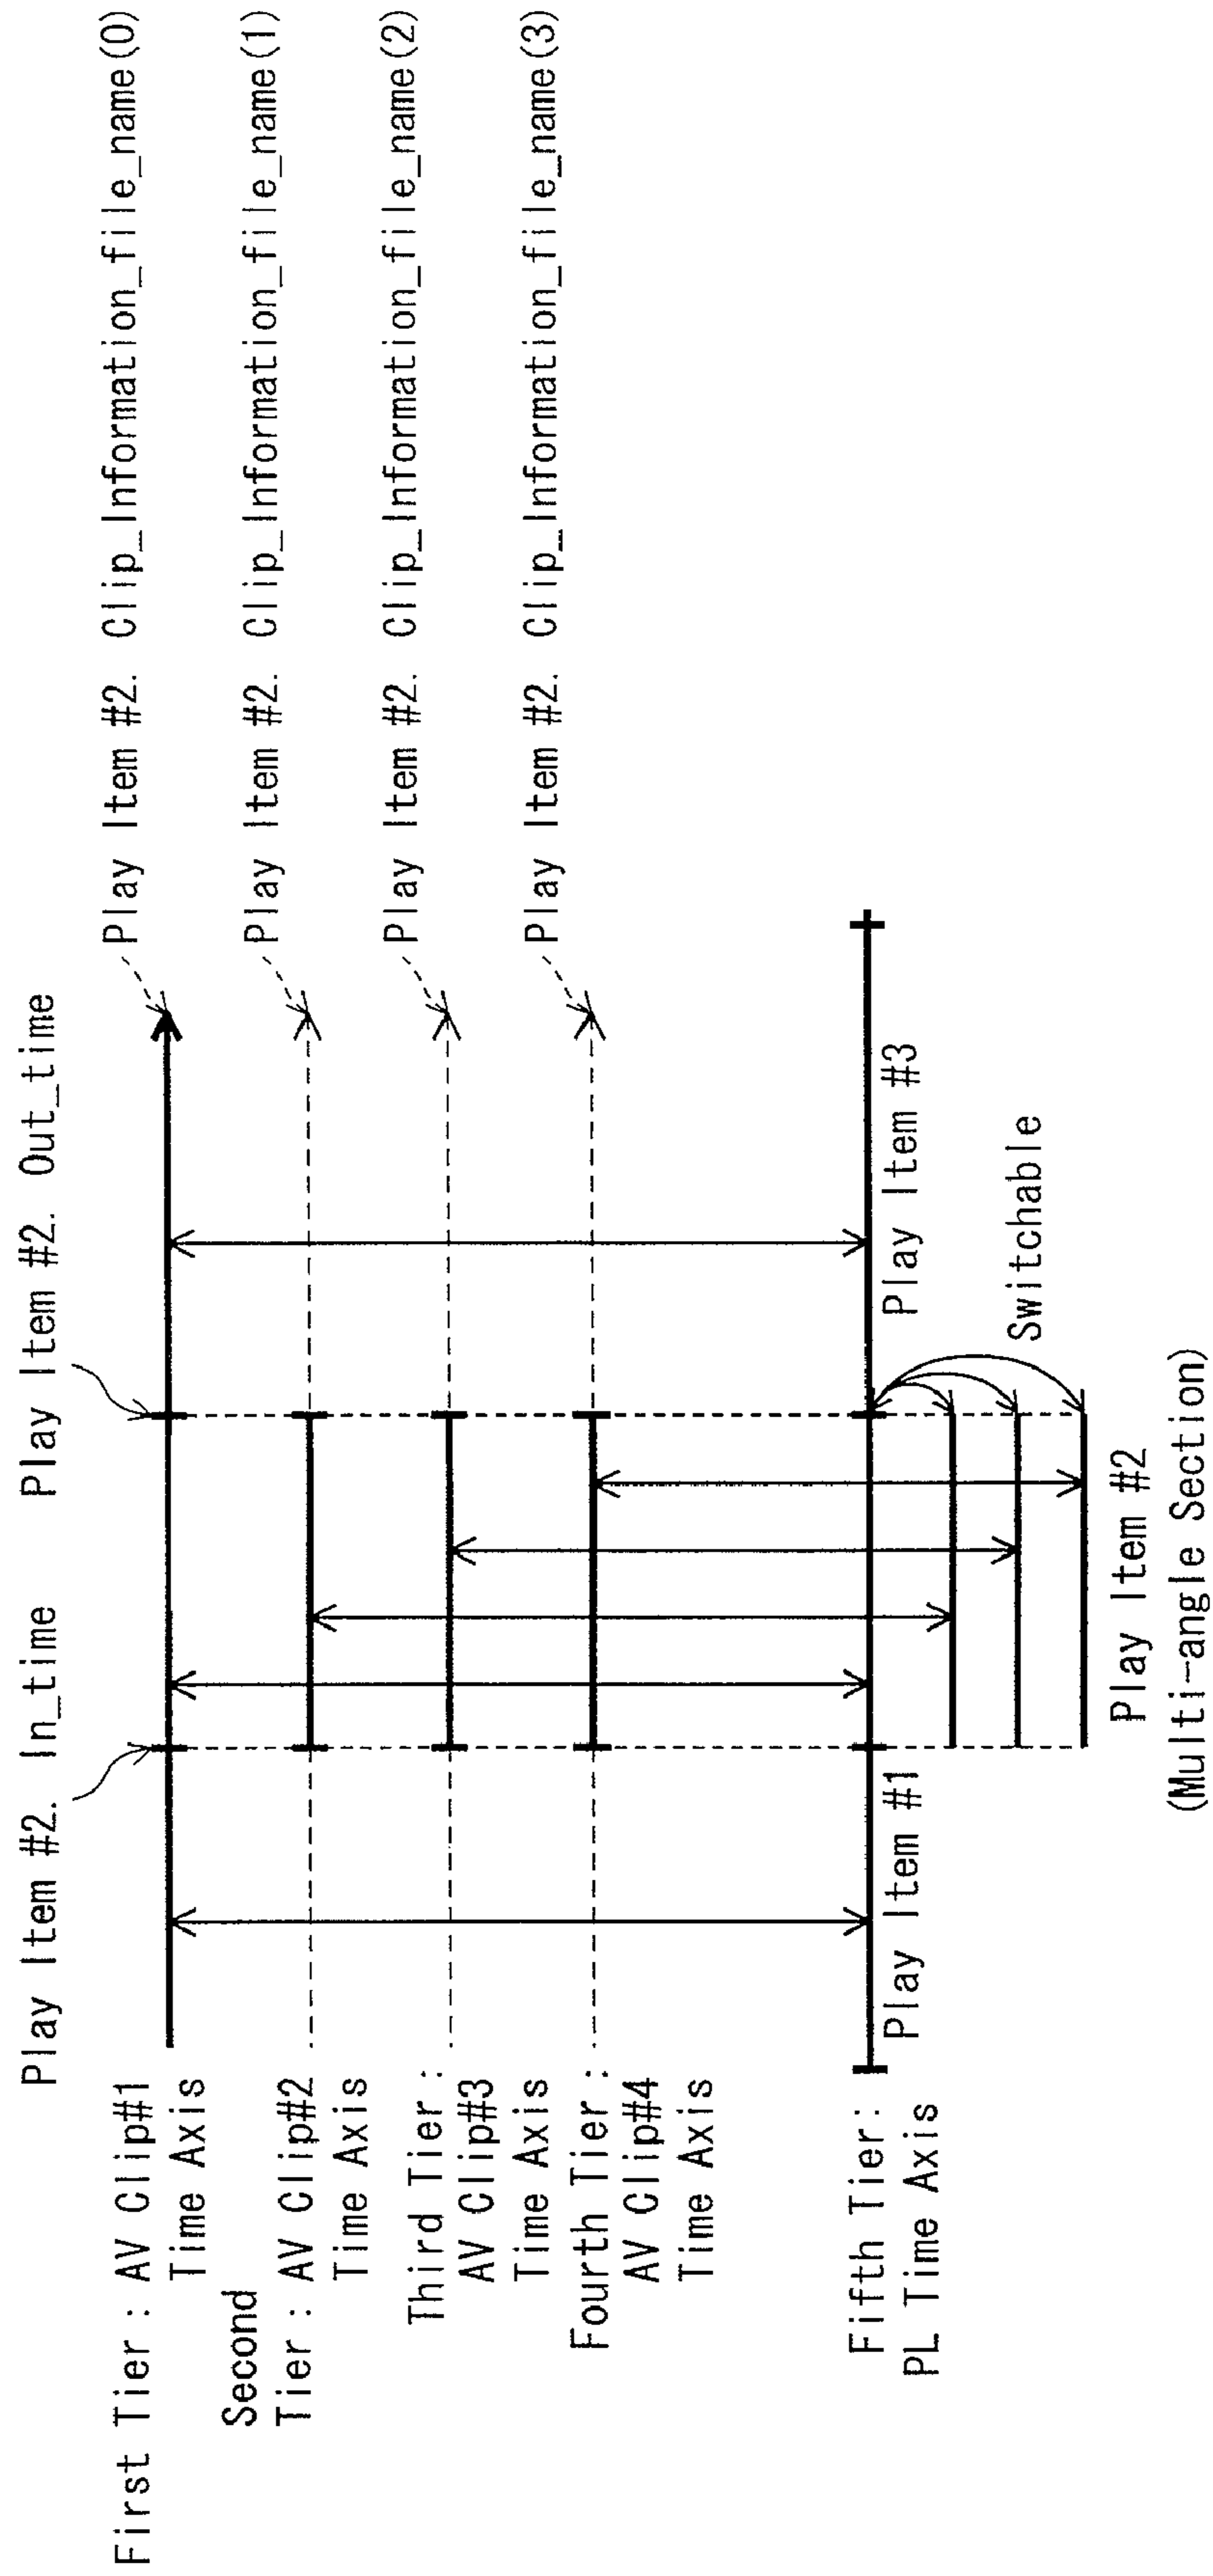 Play Item #2. In_time
Play Item #2. Out_time
First Tier : AV Clip#1
Time Axis
Play Item #2. Clip_Information_file_name(0)
Second
Tier : AV Clip#2
Time Axis
Play Item #2. Clip_Information_file_name(1)
Third Tier :
AV Clip#3
Time Axis
Play Item #2. Clip_Information_file_name(2)
Fourth Tier :
AV Clip#4
Time Axis
Play Item #2. Clip_Information_file_name(3)
Fifth Tier :
PL Time Axis
Play Item #1
Play Item #3
Switchable
Play Item #2
(Multi-angle Section)